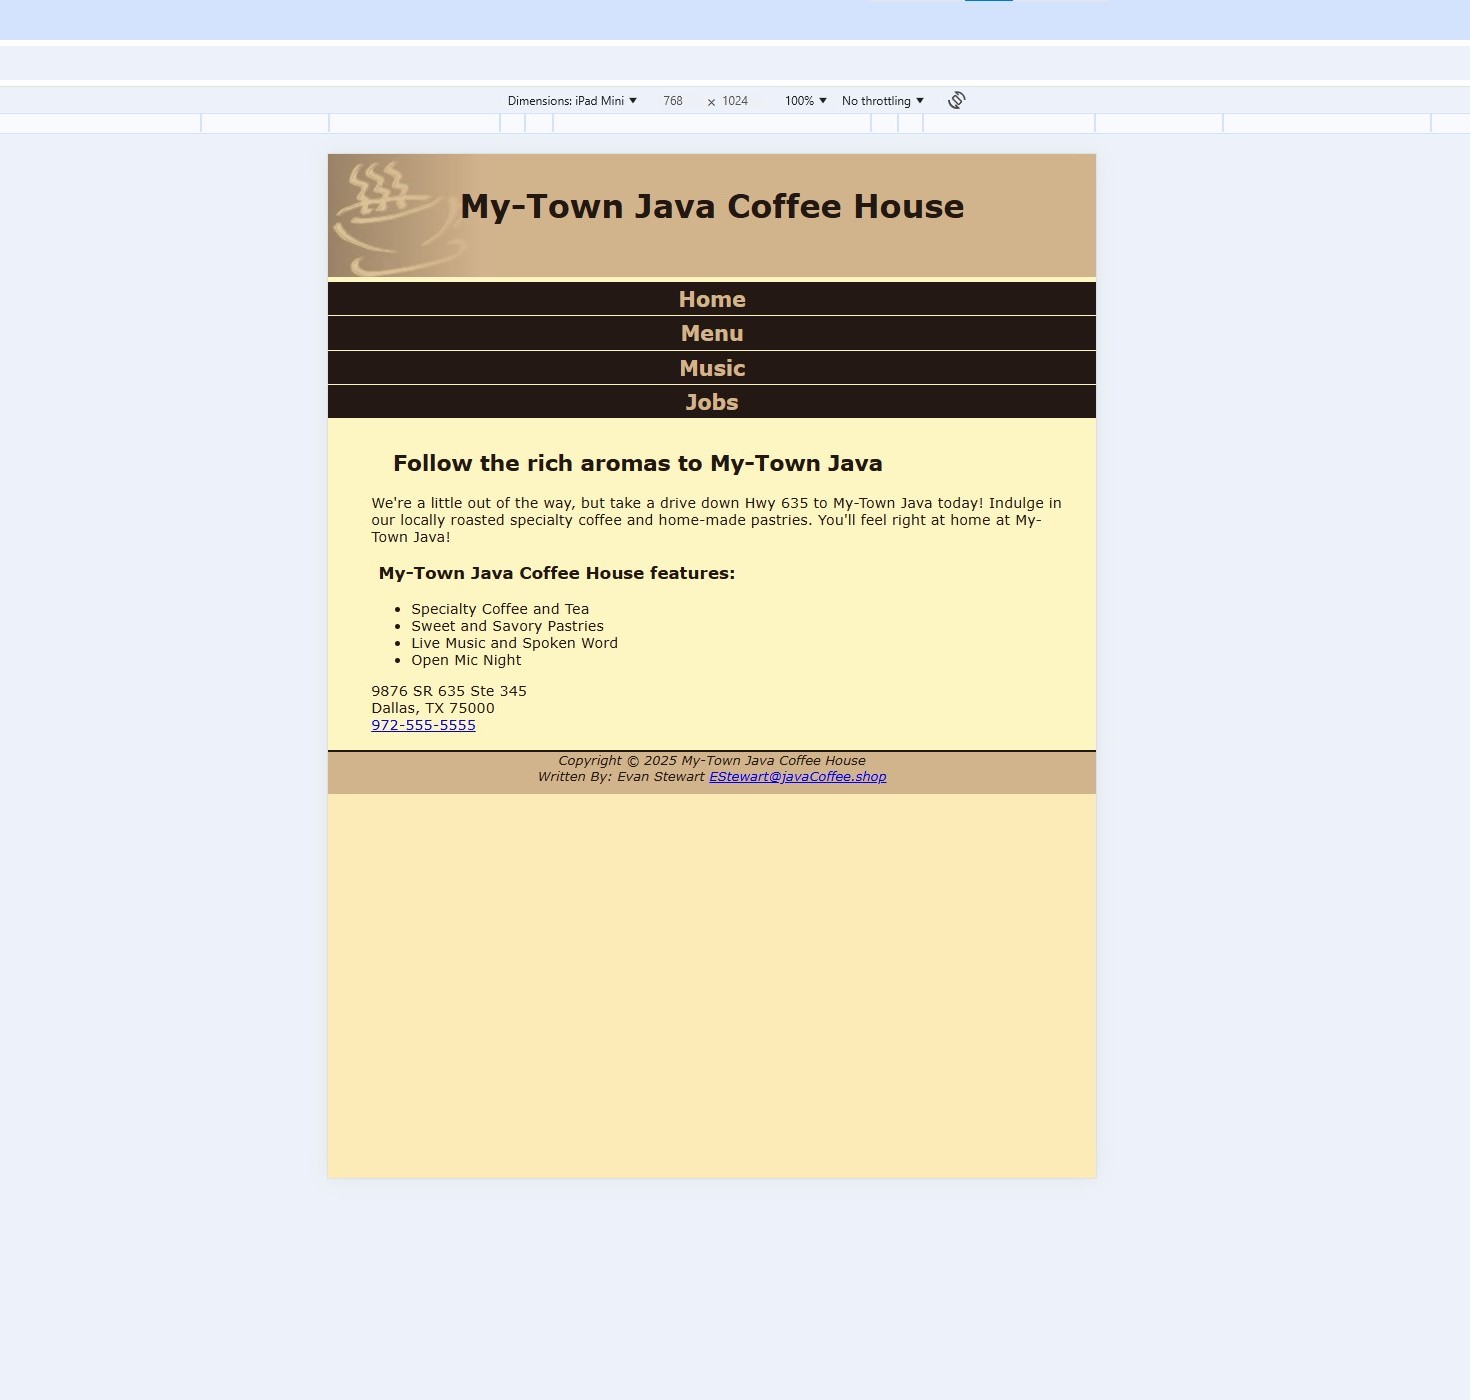 Dimensions: iPad Mini 768 × 1024 100% No throttling
My-Town Java Coffee House
Home
Menu
Music
Jobs
Follow the rich aromas to My-Town Java
We're a little out of the way, but take a drive down Hwy 635 to My-Town Java today! Indulge in
our locally roasted specialty coffee and home-made pastries. You'll feel right at home at My-
Town Java!
My-Town Java Coffee House features:
• Specialty Coffee and Tea
• Sweet and Savory Pastries
• Live Music and Spoken Word
• Open Mic Night
9876 SR 635 Ste 345
Dallas, TX 75000
972-555-5555
Copyright © 2025 My-Town Java Coffee House
Written By: Evan Stewart EStewart@javaCoffee.shop